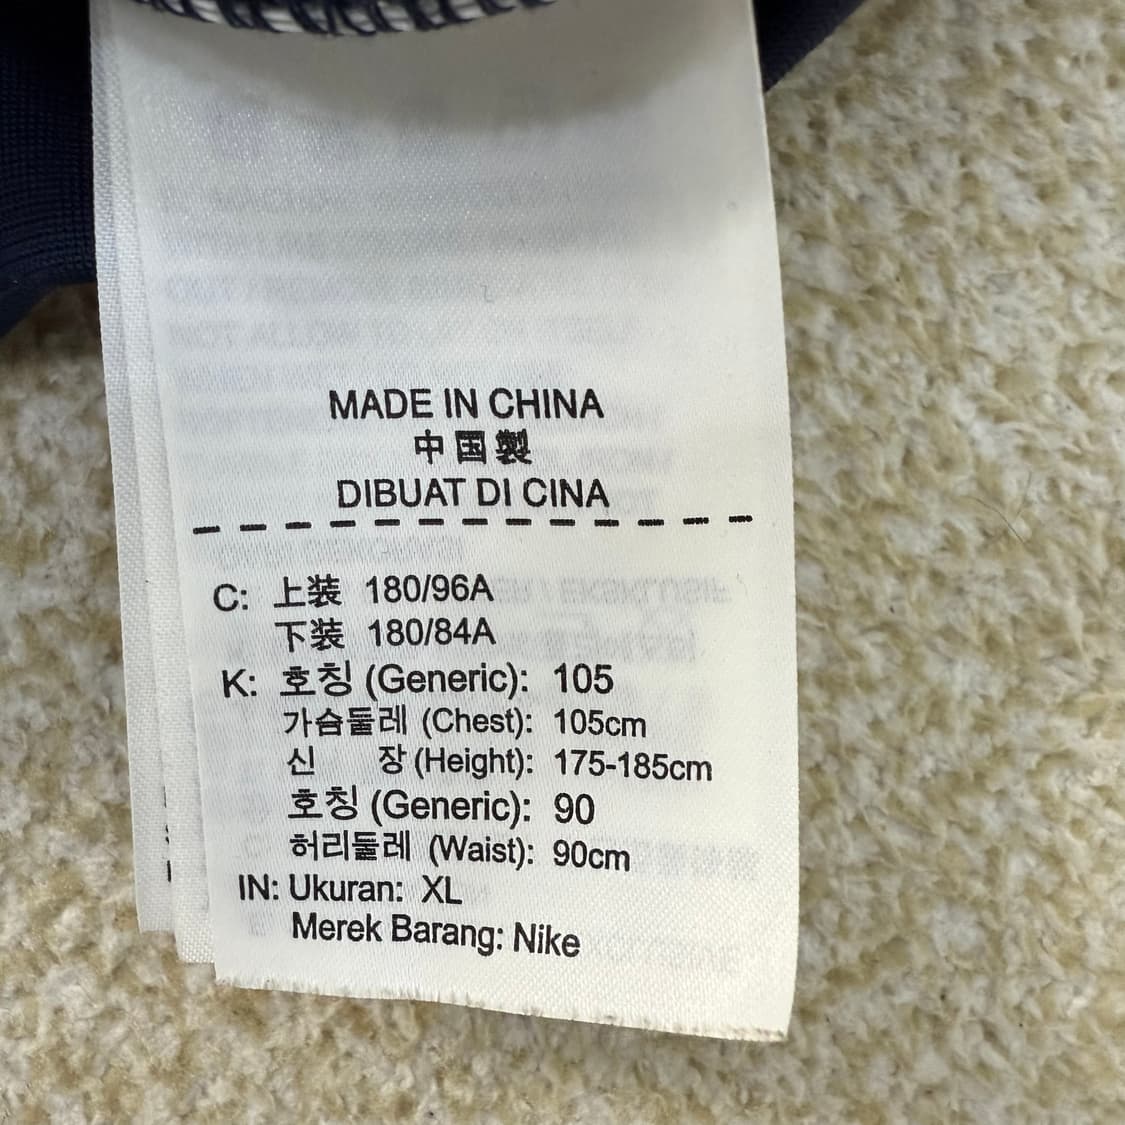 MADE IN CHINA
中国製
DIBUAT DI CINA
C: 上装 180/96A
下装 180/84A
K: 호칭 (Generic): 105
가슴둘레 (Chest): 105cm
신 장 (Height): 175-185cm
호칭 (Generic): 90
허리둘레 (Waist): 90cm
IN: Ukuran: XL
Merek Barang: Nike